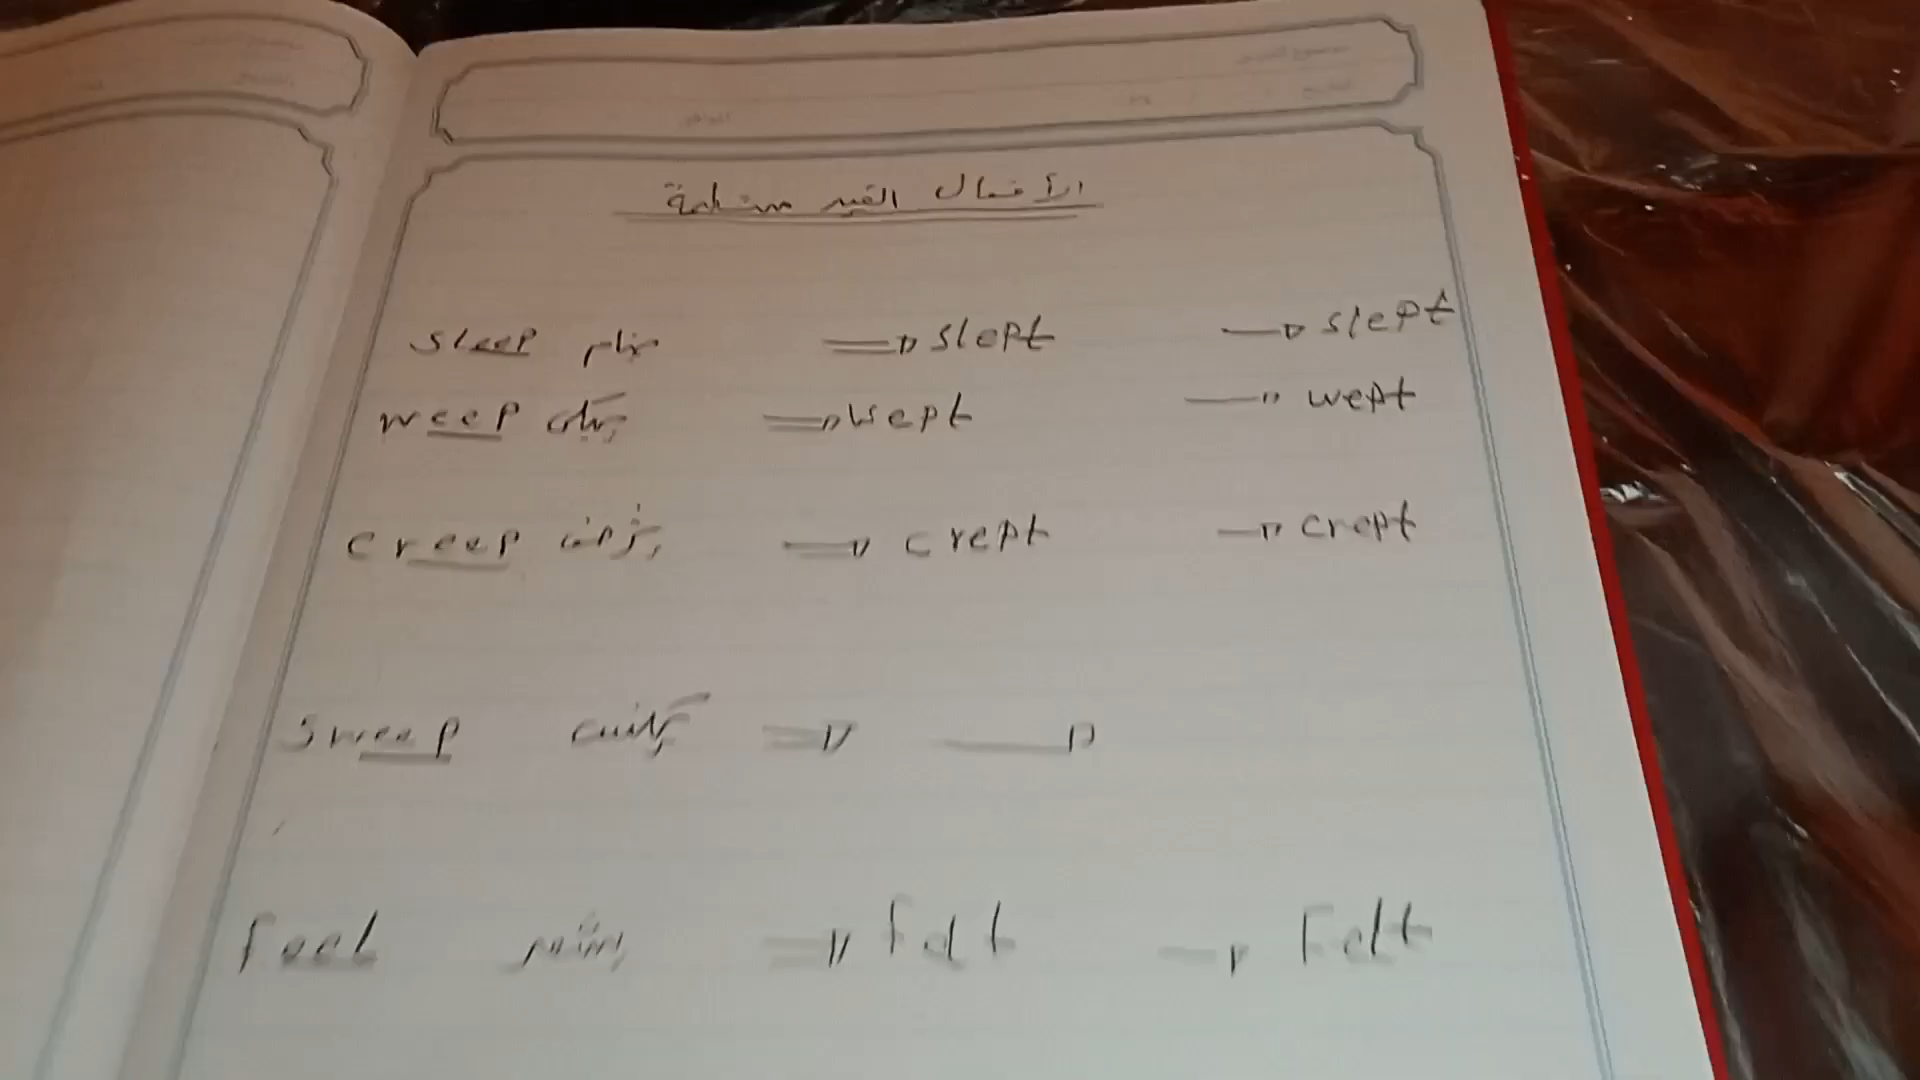 الأفعال الغير منتظمة
sleep ينام => slept -> slept
weep يبكى => wept -> wept
creep يزحف => crept -> crept
sweep يكنس => ->
Feel يشعر => Felt -> Felt